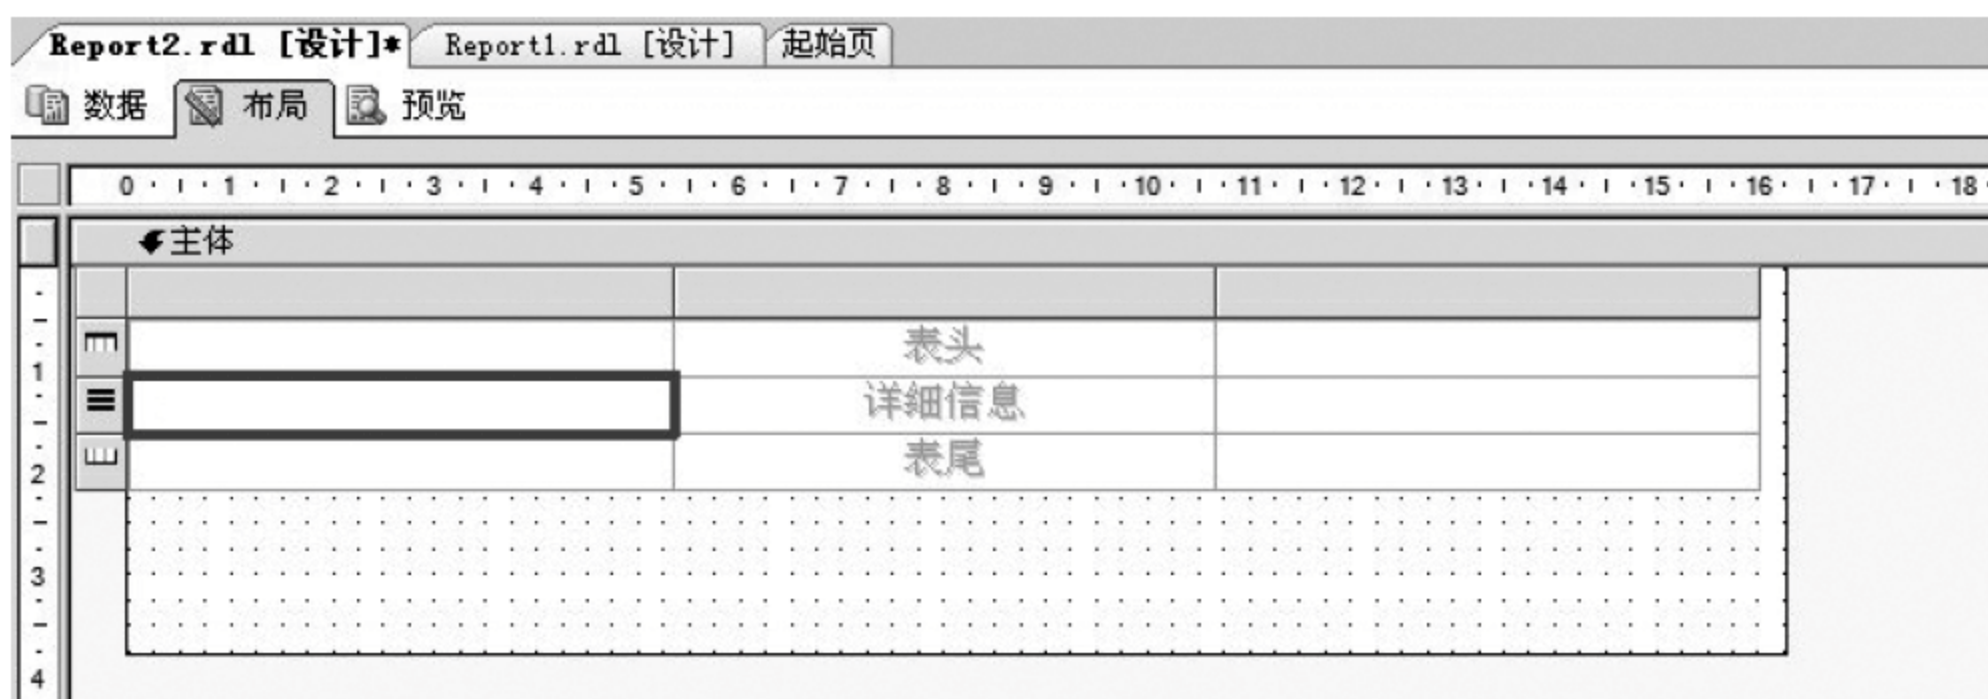 Report2.rdl [设计]* Report1.rdl [设计] 起始页
数据 布局 预览
0 1 2 3 4 5 6 7 8 9 10 11 12 13 14 15 16 17 18
主体
表头
1
详细信息
表尾
2
3
4